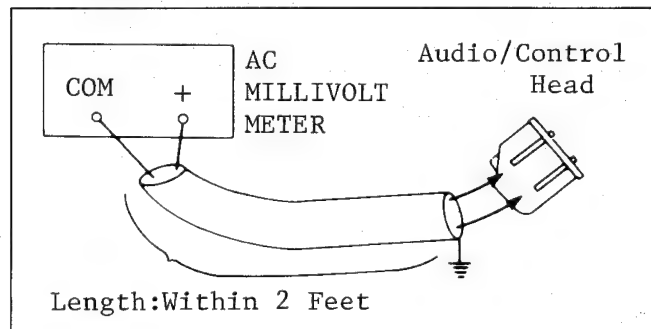 AC
MILLIVOLT
METER
COM +
Audio/Control
Head
Length:Within 2 Feet